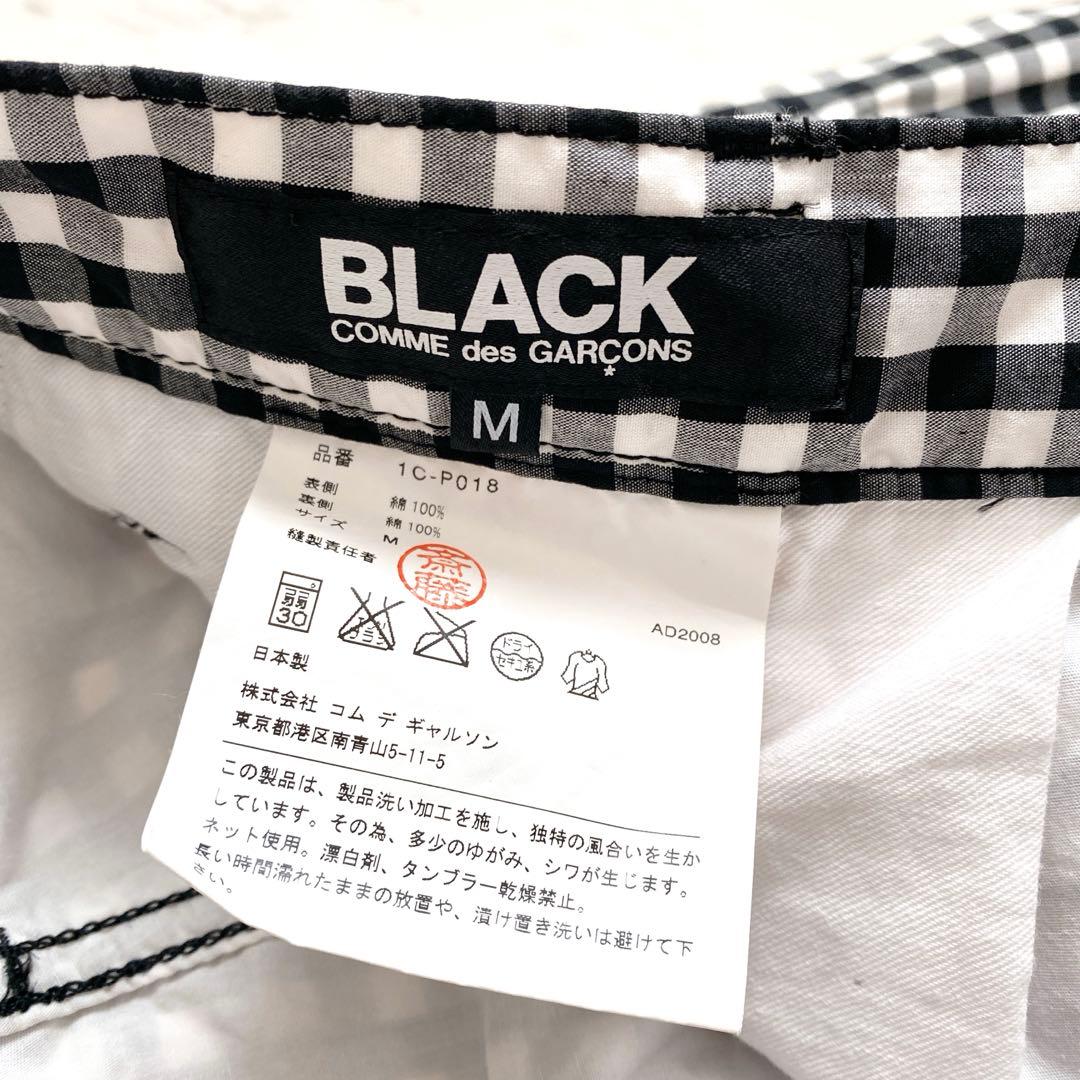 BLACK
COMME des GARÇONS
M
品番 1C-P018
表側 綿 100%
裏側 綿 100%
サイズ M
縫製責任者 斎藤
弱
30
ドライ
セキユ系
AD2008
日本製
株式会社 コム デ ギャルソン
東京都港区南青山5-11-5
この製品は、製品洗い加工を施し、独特の風合いを生か
しています。その為、多少のゆがみ、シワが生じます。
ネット使用。漂白剤、タンブラー乾燥禁止。
長い時間濡れたままの放置や、漬け置き洗いは避けて下
さい。